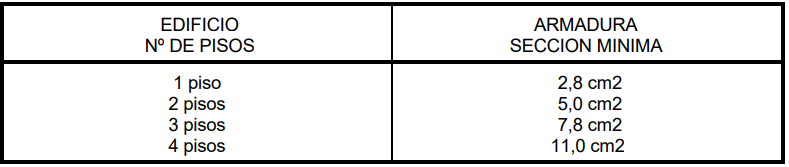 EDIFICIO ARMADURA
Nº DE PISOS SECCION MINIMA
1 piso 2,8 cm2
2 pisos 5,0 cm2
3 pisos 7,8 cm2
4 pisos 11,0 cm2